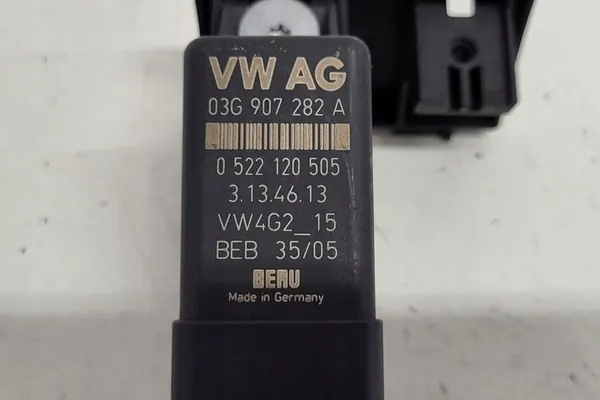 VW AG
03G 907 282 A
0 522 120 505
3.13.46.13
VW4G2_15
BEB 35/05
BERU
Made in Germany